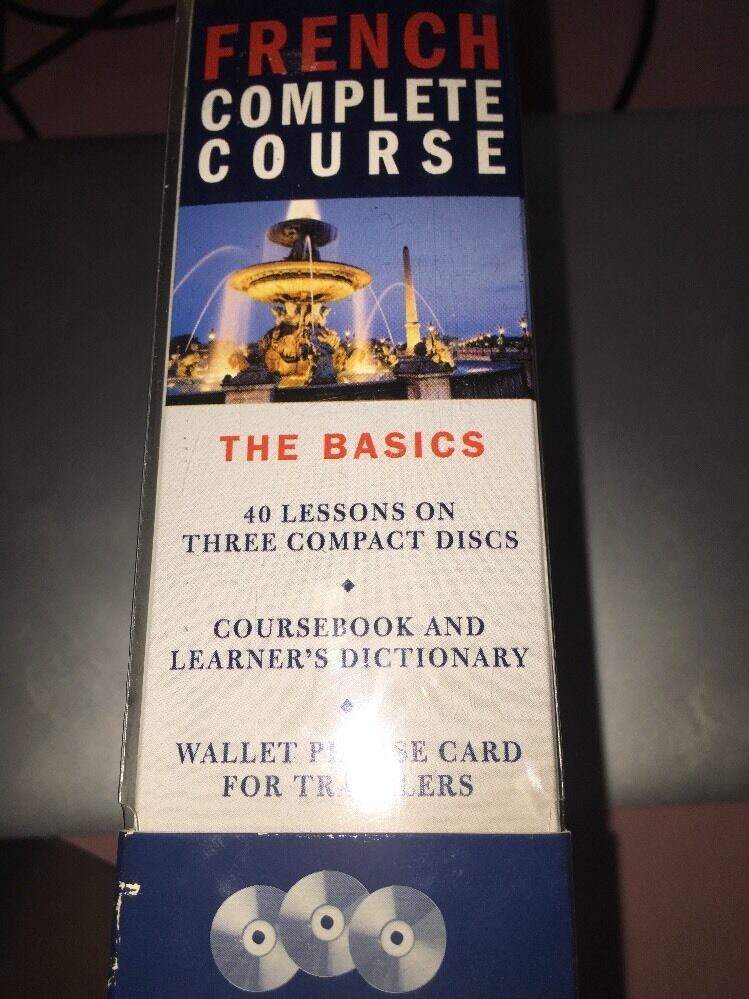 FRENCH
COMPLETE
COURSE
THE BASICS
40 LESSONS ON
THREE COMPACT DISCS
COURSEBOOK AND
LEARNER'S DICTIONARY
WALLET CARD
FOR